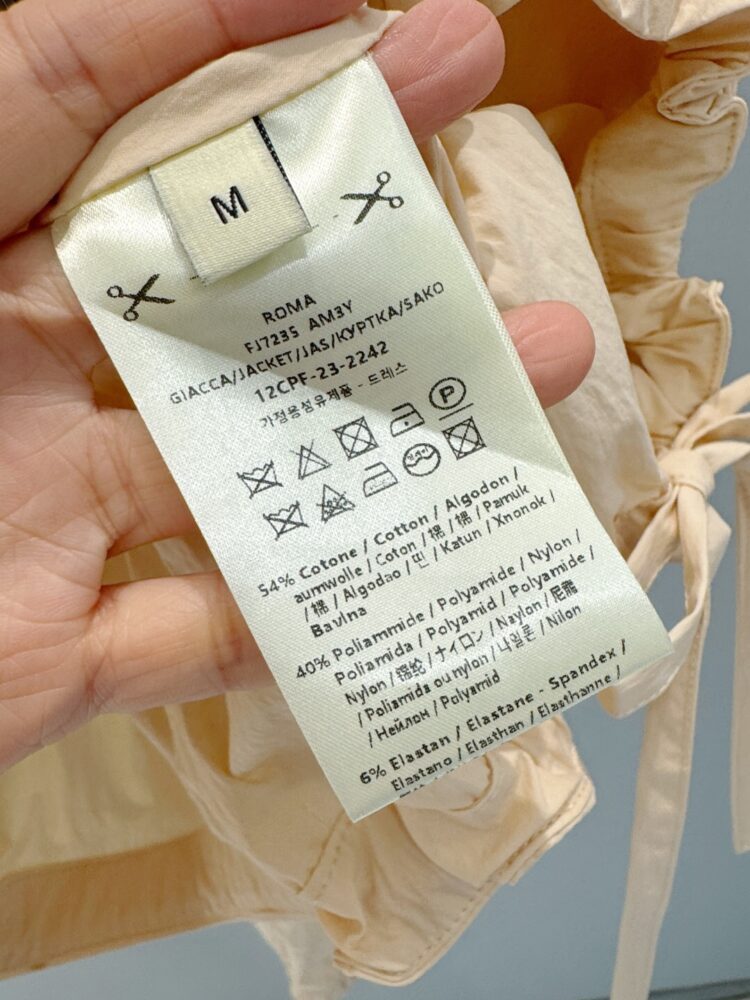 M
ROMA
FJ7235 AM3Y
GIACCA/JACKET/JAS/КУРТКА/SAKO
12CPF-23-2242
가정용섬유제품 - 드레스
P
54% Cotone / Cotton / Algodon /
aumwolle / Coton / 棉 / 棉 / Pamuk
/ 棉 / Algodao / 면 / Katun / Хлопок /
Bavlna
40% Poliammide / Polyamide / Nylon /
Poliamida / Polyamid / Polyamide /
Nylon / 錦綸 / ナイロン / Naylon / 尼龍
/ Poliamida ou nylon / 나일론 / Nilon
/ Нейлон / Polyamid
6% Elastan / Elastane - Spandex /
Elastano / Elasthan / Elasthanne /